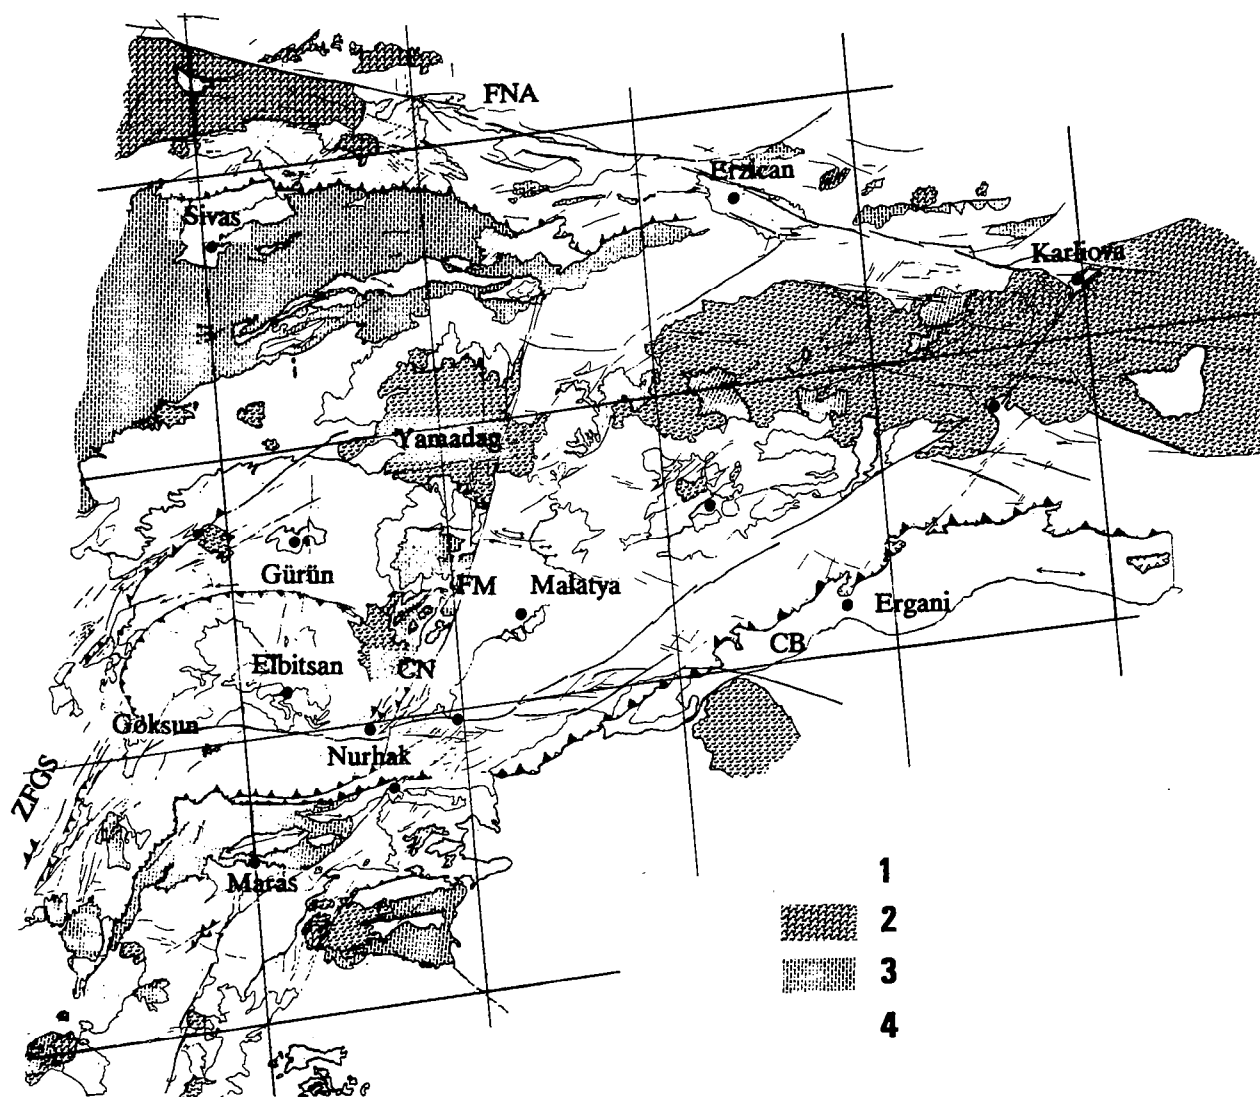 FNA
Erzican
Sivas
Karliova
Yamadag
Gürün
FM
Malatya
Ergani
Elbitsan
CN
CB
Göksun
Nurhak
ZFGS
Maras
1
2
3
4